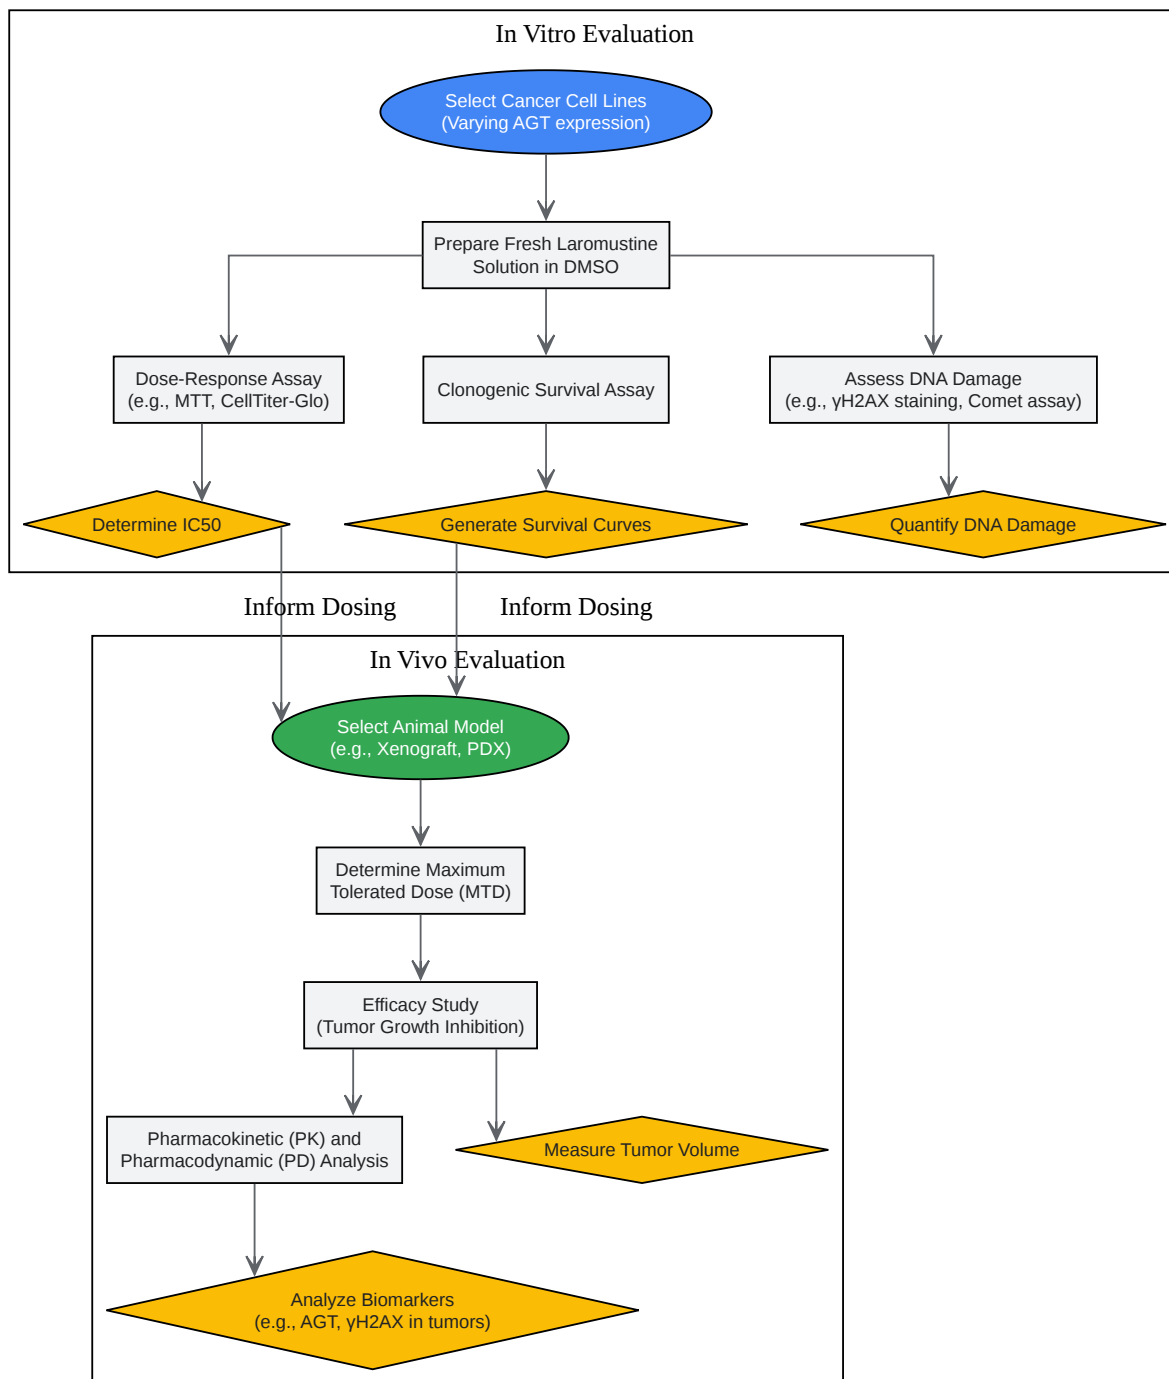 In Vitro Evaluation
Select Cancer Cell Lines
(Varying AGT expression)
Prepare Fresh Laromustine
Solution in DMSO
Dose-Response Assay
(e.g., MTT, CellTiter-Glo)
Clonogenic Survival Assay
Assess DNA Damage
(e.g., γH2AX staining, Comet assay)
Determine IC50
Generate Survival Curves
Quantify DNA Damage
Inform Dosing
Inform Dosing
In Vivo Evaluation
Select Animal Model
(e.g., Xenograft, PDX)
Determine Maximum
Tolerated Dose (MTD)
Efficacy Study
(Tumor Growth Inhibition)
Pharmacokinetic (PK) and
Pharmacodynamic (PD) Analysis
Measure Tumor Volume
Analyze Biomarkers
(e.g., AGT, γH2AX in tumors)